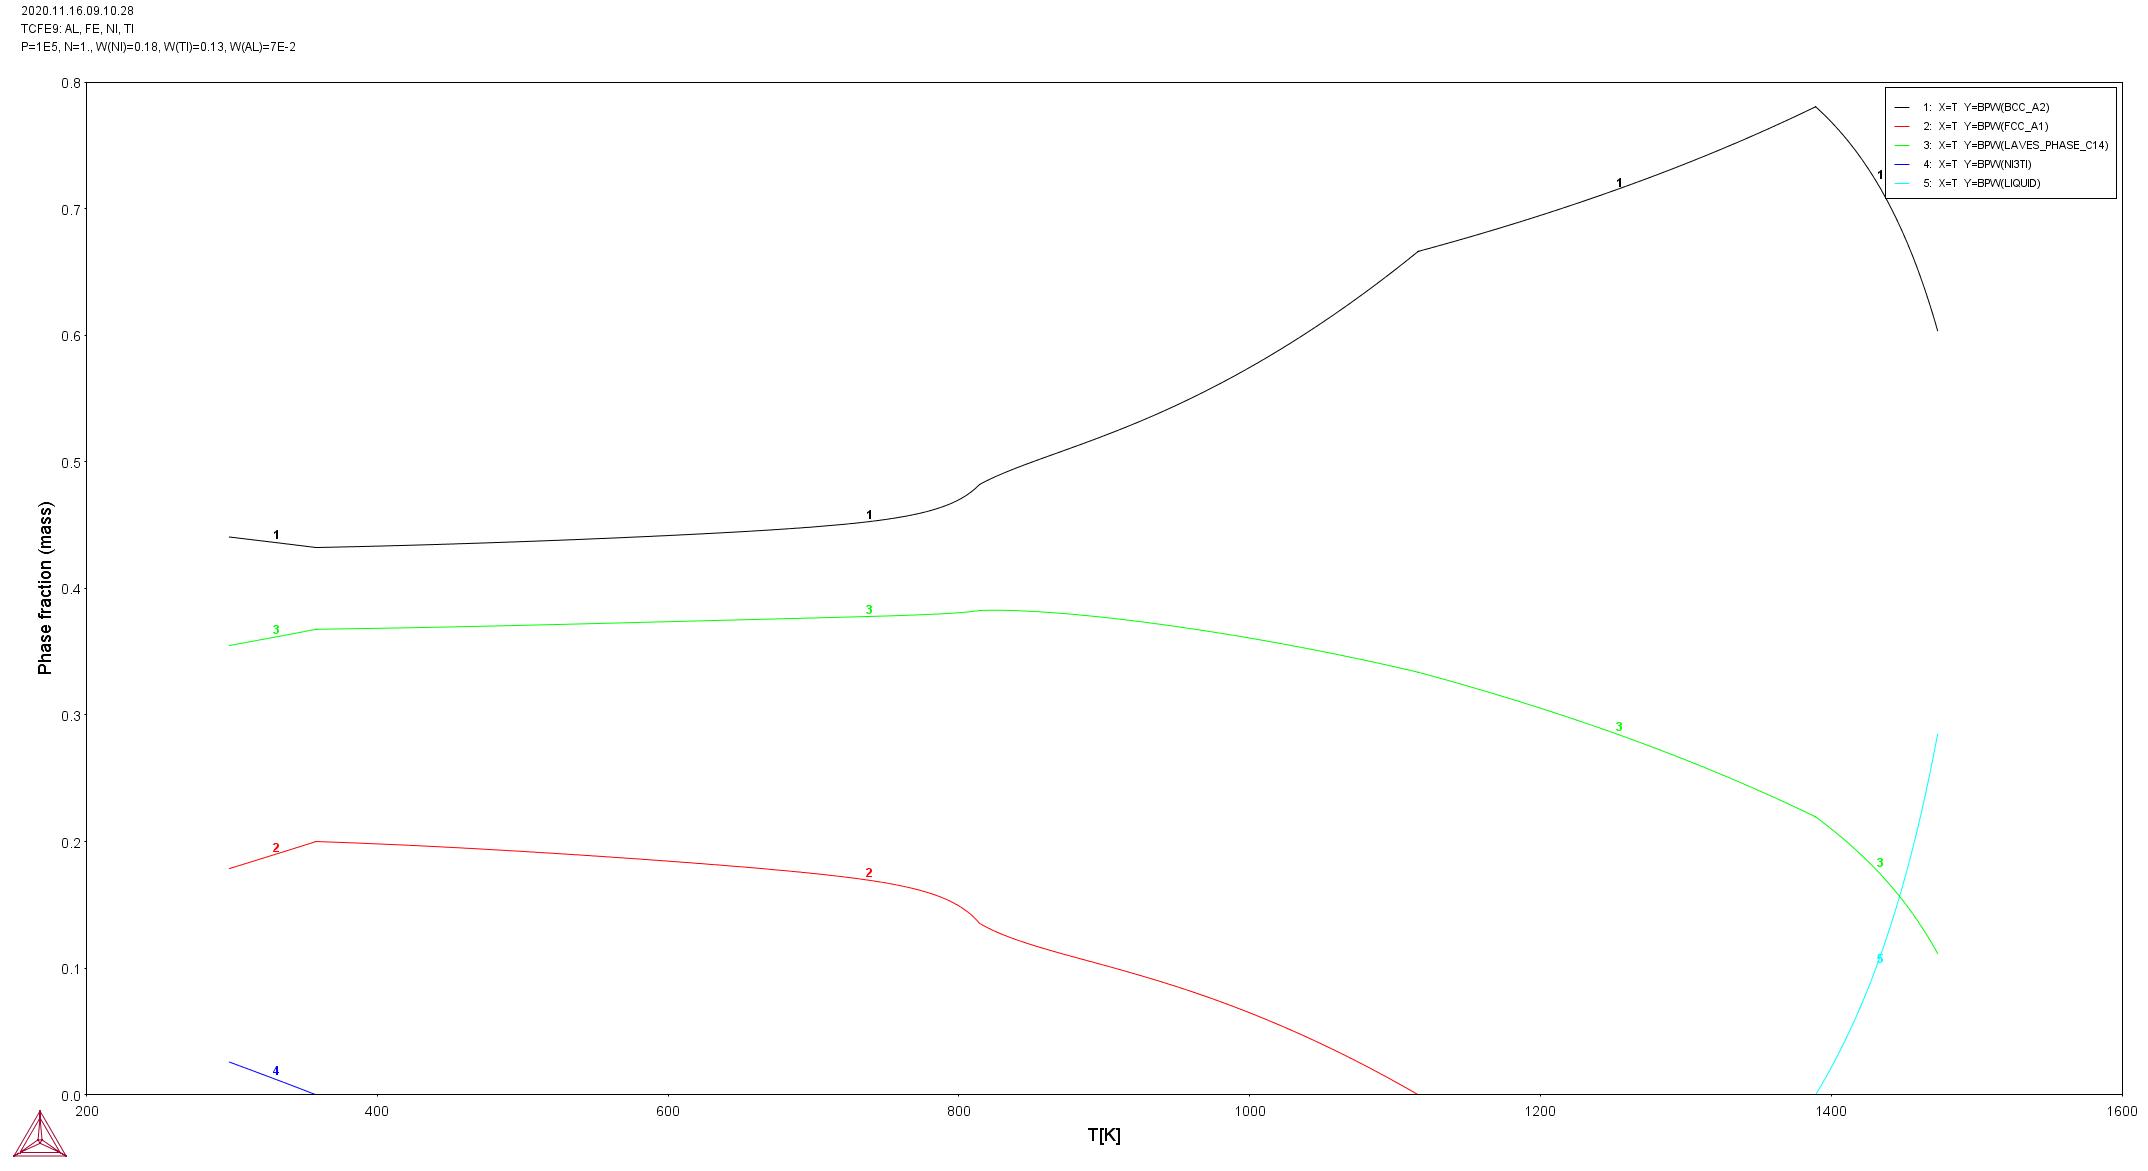 2020.11.16.09.10.28
TCFE9: AL, FE, NI, TI
P=1E5, N=1., W(NI)=0.18, W(TI)=0.13, W(AL)=7E-2
0.8
0.7
0.6
0.5
0.4
0.3
0.2
0.1
0.0
Phase fraction (mass)
1: X=T Y=BPW(BCC_A2)
2: X=T Y=BPW(FCC_A1)
3: X=T Y=BPW(LAVES_PHASE_C14)
4: X=T Y=BPW(NI3TI)
5: X=T Y=BPW(LIQUID)
1
1
1
1
3
3
3
3
2
2
5
4
200 400 600 800 1000 1200 1400 1600
T[K]